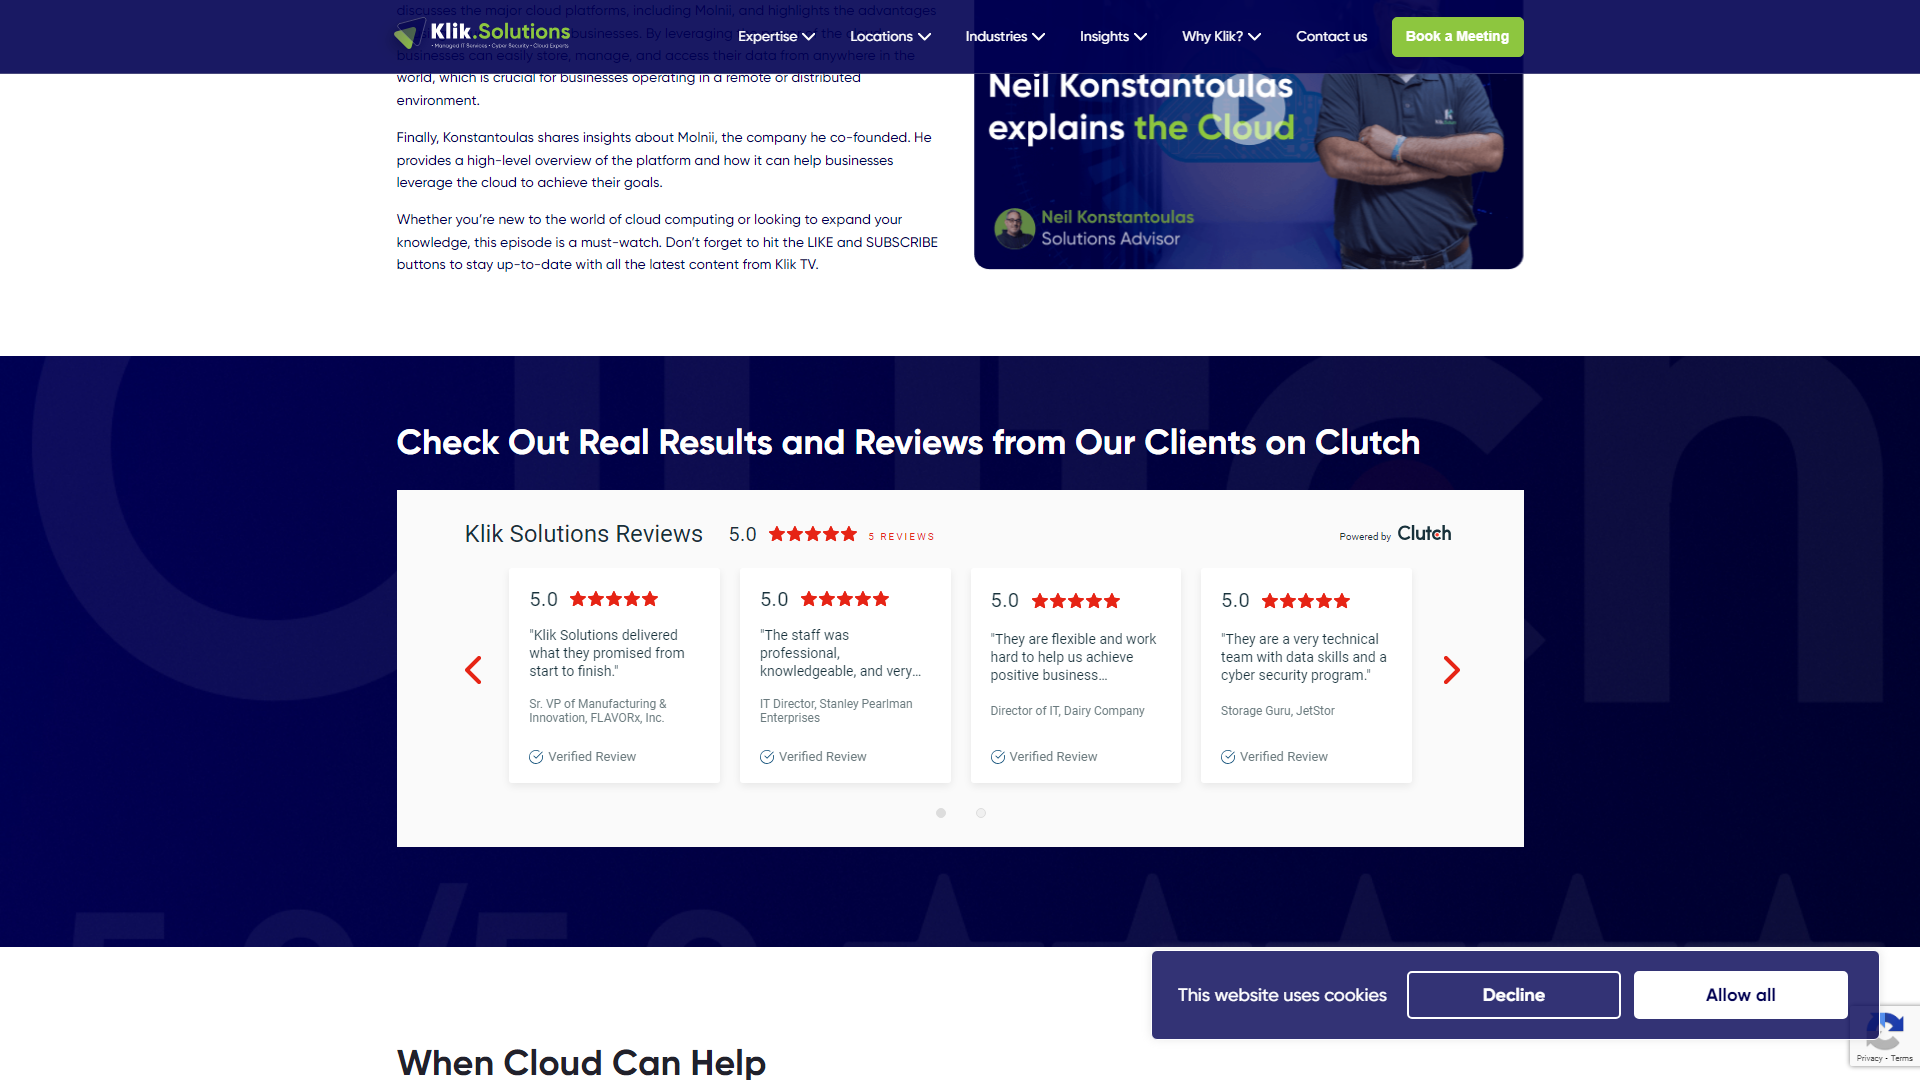 discusses the major cloud platforms, including Molnii, and highlights the advantages
Klik.Solutions
• Managed IT Services • Cyber Security • Cloud Experts
Expertise
Locations
Industries
Insights
Why Klik?
Contact us
Book a Meeting
businesses. By leveraging
businesses can easily store, manage, and access their data from anywhere in the
world, which is crucial for businesses operating in a remote or distributed
environment.
Finally, Konstantoulas shares insights about Molnii, the company he co-founded. He
provides a high-level overview of the platform and how it can help businesses
leverage the cloud to achieve their goals.
Whether you’re new to the world of cloud computing or looking to expand your
knowledge, this episode is a must-watch. Don’t forget to hit the LIKE and SUBSCRIBE
buttons to stay up-to-date with all the latest content from Klik TV.
Neil Konstantoulas
explains the Cloud
Neil Konstantoulas
Solutions Advisor
Check Out Real Results and Reviews from Our Clients on Clutch
Klik Solutions Reviews
5.0
5 REVIEWS
Powered by Clutch
5.0
"Klik Solutions delivered
what they promised from
start to finish."
Sr. VP of Manufacturing &
Innovation, FLAVORx, Inc.
Verified Review
5.0
"The staff was
professional,
knowledgeable, and very...
IT Director, Stanley Pearlman
Enterprises
Verified Review
5.0
"They are flexible and work
hard to help us achieve
positive business...
Director of IT, Dairy Company
Verified Review
5.0
"They are a very technical
team with data skills and a
cyber security program."
Storage Guru, JetStor
Verified Review
This website uses cookies
Decline
Allow all
Privacy - Terms
When Cloud Can Help